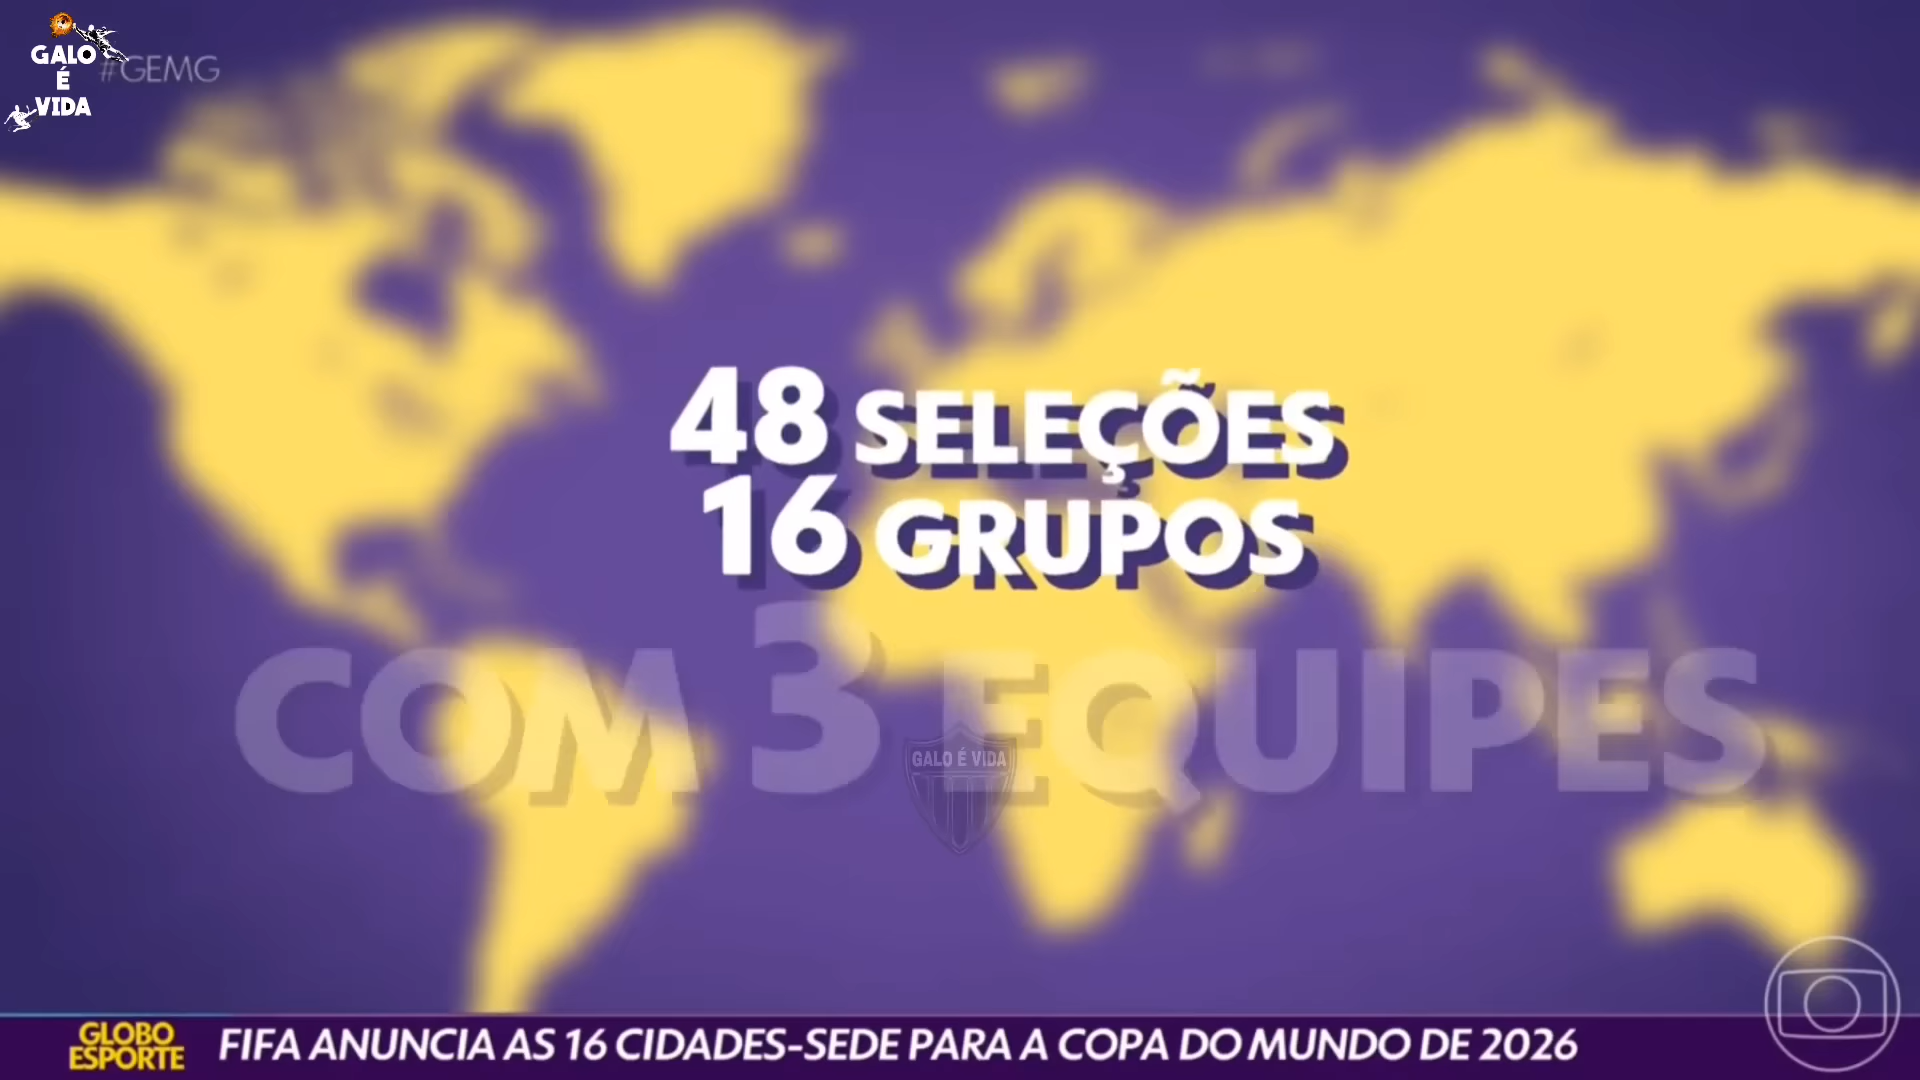 GALO
É
VIDA
#GEMG
48 SELEÇÕES
16 GRUPOS
COM 3 EQUIPES
GALO É VIDA
GLOBO
ESPORTE
FIFA ANUNCIA AS 16 CIDADES-SEDE PARA A COPA DO MUNDO DE 2026